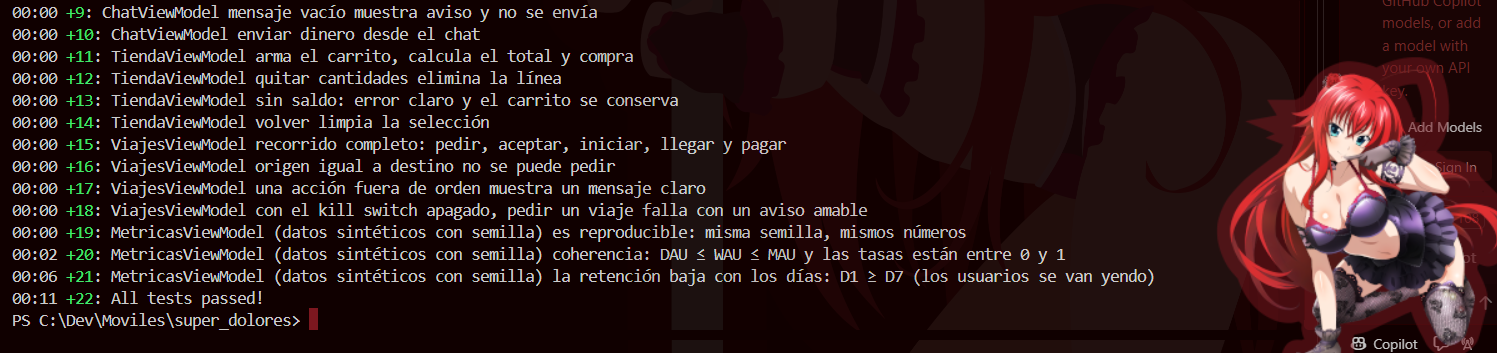 GitHub Copilot
models, or add
a model with
your own API
key.
Add Models
Sign In
00:00 +9: ChatViewModel mensaje vacío muestra aviso y no se envía
00:00 +10: ChatViewModel enviar dinero desde el chat
00:00 +11: TiendaViewModel arma el carrito, calcula el total y compra
00:00 +12: TiendaViewModel quitar cantidades elimina la línea
00:00 +13: TiendaViewModel sin saldo: error claro y el carrito se conserva
00:00 +14: TiendaViewModel volver limpia la selección
00:00 +15: ViajesViewModel recorrido completo: pedir, aceptar, iniciar, llegar y pagar
00:00 +16: ViajesViewModel origen igual a destino no se puede pedir
00:00 +17: ViajesViewModel una acción fuera de orden muestra un mensaje claro
00:00 +18: ViajesViewModel con el kill switch apagado, pedir un viaje falla con un aviso amable
00:00 +19: MetricasViewModel (datos sintéticos con semilla) es reproducible: misma semilla, mismos números
00:02 +20: MetricasViewModel (datos sintéticos con semilla) coherencia: DAU ≤ WAU ≤ MAU y las tasas están entre 0 y 1
00:06 +21: MetricasViewModel (datos sintéticos con semilla) la retención baja con los días: D1 ≥ D7 (los usuarios se van yendo)
00:11 +22: All tests passed!
PS C:\Dev\Moviles\super_dolores>
Copilot